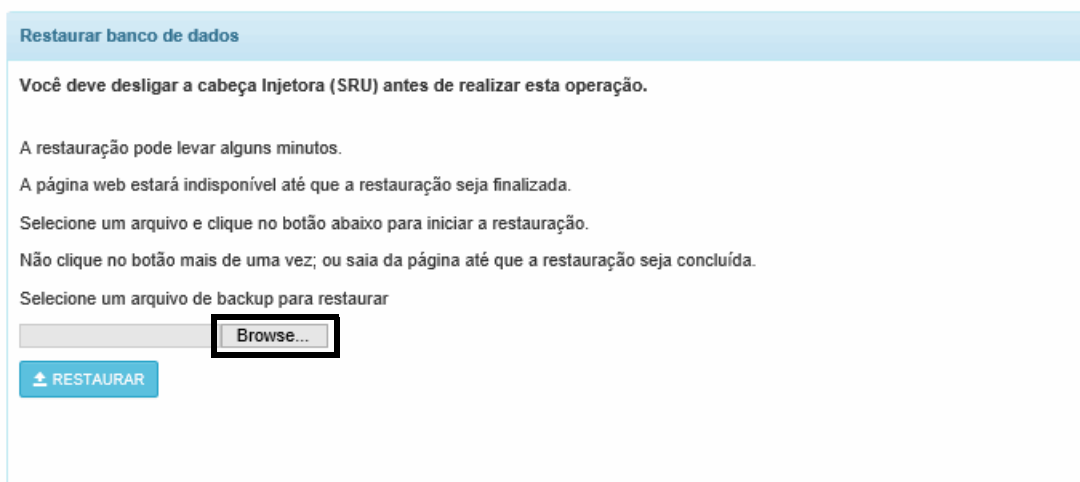 Restaurar banco de dados
Você deve desligar a cabeça Injetora (SRU) antes de realizar esta operação.
A restauração pode levar alguns minutos.
A página web estará indisponível até que a restauração seja finalizada.
Selecione um arquivo e clique no botão abaixo para iniciar a restauração.
Não clique no botão mais de uma vez; ou saia da página até que a restauração seja concluída.
Selecione um arquivo de backup para restaurar
Browse...
RESTAURAR